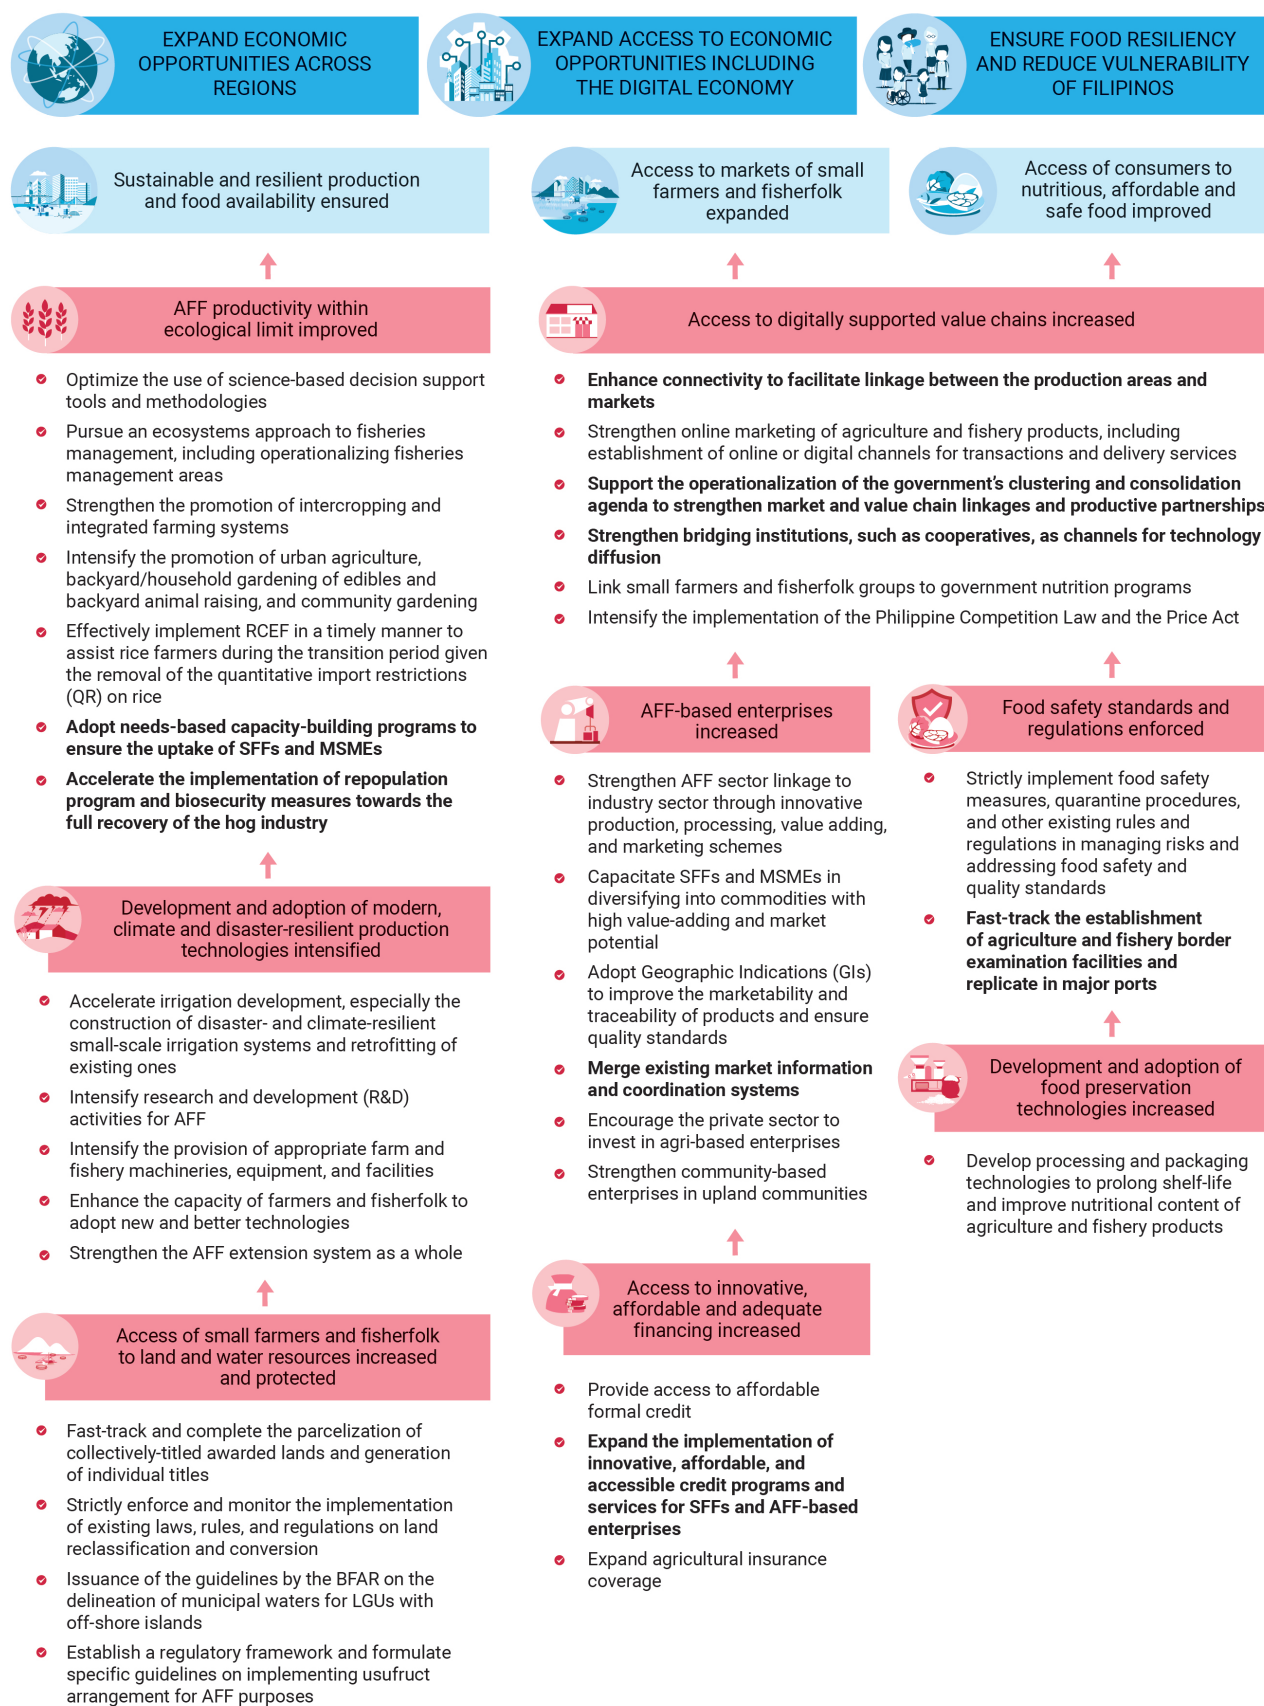 EXPAND ECONOMIC
OPPORTUNITIES ACROSS
REGIONS
EXPAND ACCESS TO ECONOMIC
OPPORTUNITIES INCLUDING
THE DIGITAL ECONOMY
ENSURE FOOD RESILIENCY
AND REDUCE VULNERABILITY
OF FILIPINOS
Sustainable and resilient production
and food availability ensured
Access to markets of small
farmers and fisherfolk
expanded
Access of consumers to
nutritious, affordable and
safe food improved
AFF productivity within
ecological limit improved
Optimize the use of science-based decision support
tools and methodologies
Pursue an ecosystems approach to fisheries
management, including operationalizing fisheries
management areas
Strengthen the promotion of intercropping and
integrated farming systems
Intensify the promotion of urban agriculture,
backyard/household gardening of edibles and
backyard animal raising, and community gardening
Effectively implement RCEF in a timely manner to
assist rice farmers during the transition period given
the removal of the quantitative import restrictions
(QR) on rice
Adopt needs-based capacity-building programs to
ensure the uptake of SFFs and MSMEs
Accelerate the implementation of repopulation
program and biosecurity measures towards the
full recovery of the hog industry
Development and adoption of modern,
climate and disaster-resilient production
technologies intensified
Accelerate irrigation development, especially the
construction of disaster- and climate-resilient
small-scale irrigation systems and retrofitting of
existing ones
Intensify research and development (R&D)
activities for AFF
Intensify the provision of appropriate farm and
fishery machineries, equipment, and facilities
Enhance the capacity of farmers and fisherfolk to
adopt new and better technologies
Strengthen the AFF extension system as a whole
Access of small farmers and fisherfolk
to land and water resources increased
and protected
Fast-track and complete the parcelization of
collectively-titled awarded lands and generation
of individual titles
Strictly enforce and monitor the implementation
of existing laws, rules, and regulations on land
reclassification and conversion
Issuance of the guidelines by the BFAR on the
delineation of municipal waters for LGUs with
off-shore islands
Establish a regulatory framework and formulate
specific guidelines on implementing usufruct
arrangement for AFF purposes
Access to digitally supported value chains increased
Enhance connectivity to facilitate linkage between the production areas and
markets
Strengthen online marketing of agriculture and fishery products, including
establishment of online or digital channels for transactions and delivery services
Support the operationalization of the government's clustering and consolidation
agenda to strengthen market and value chain linkages and productive partnerships
Strengthen bridging institutions, such as cooperatives, as channels for technology
diffusion
Link small farmers and fisherfolk groups to government nutrition programs
Intensify the implementation of the Philippine Competition Law and the Price Act
AFF-based enterprises
increased
Strengthen AFF sector linkage to
industry sector through innovative
production, processing, value adding,
and marketing schemes
Capacitate SFFs and MSMEs in
diversifying into commodities with
high value-adding and market
potential
Adopt Geographic Indications (GIs)
to improve the marketability and
traceability of products and ensure
quality standards
Merge existing market information
and coordination systems
Encourage the private sector to
invest in agri-based enterprises
Strengthen community-based
enterprises in upland communities
Access to innovative,
affordable and adequate
financing increased
Provide access to affordable
formal credit
Expand the implementation of
innovative, affordable, and
accessible credit programs and
services for SFFs and AFF-based
enterprises
Expand agricultural insurance
coverage
Food safety standards and
regulations enforced
Strictly implement food safety
measures, quarantine procedures,
and other existing rules and
regulations in managing risks and
addressing food safety and
quality standards
Fast-track the establishment
of agriculture and fishery border
examination facilities and
replicate in major ports
Development and adoption of
food preservation
technologies increased
Develop processing and packaging
technologies to prolong shelf-life
and improve nutritional content of
agriculture and fishery products